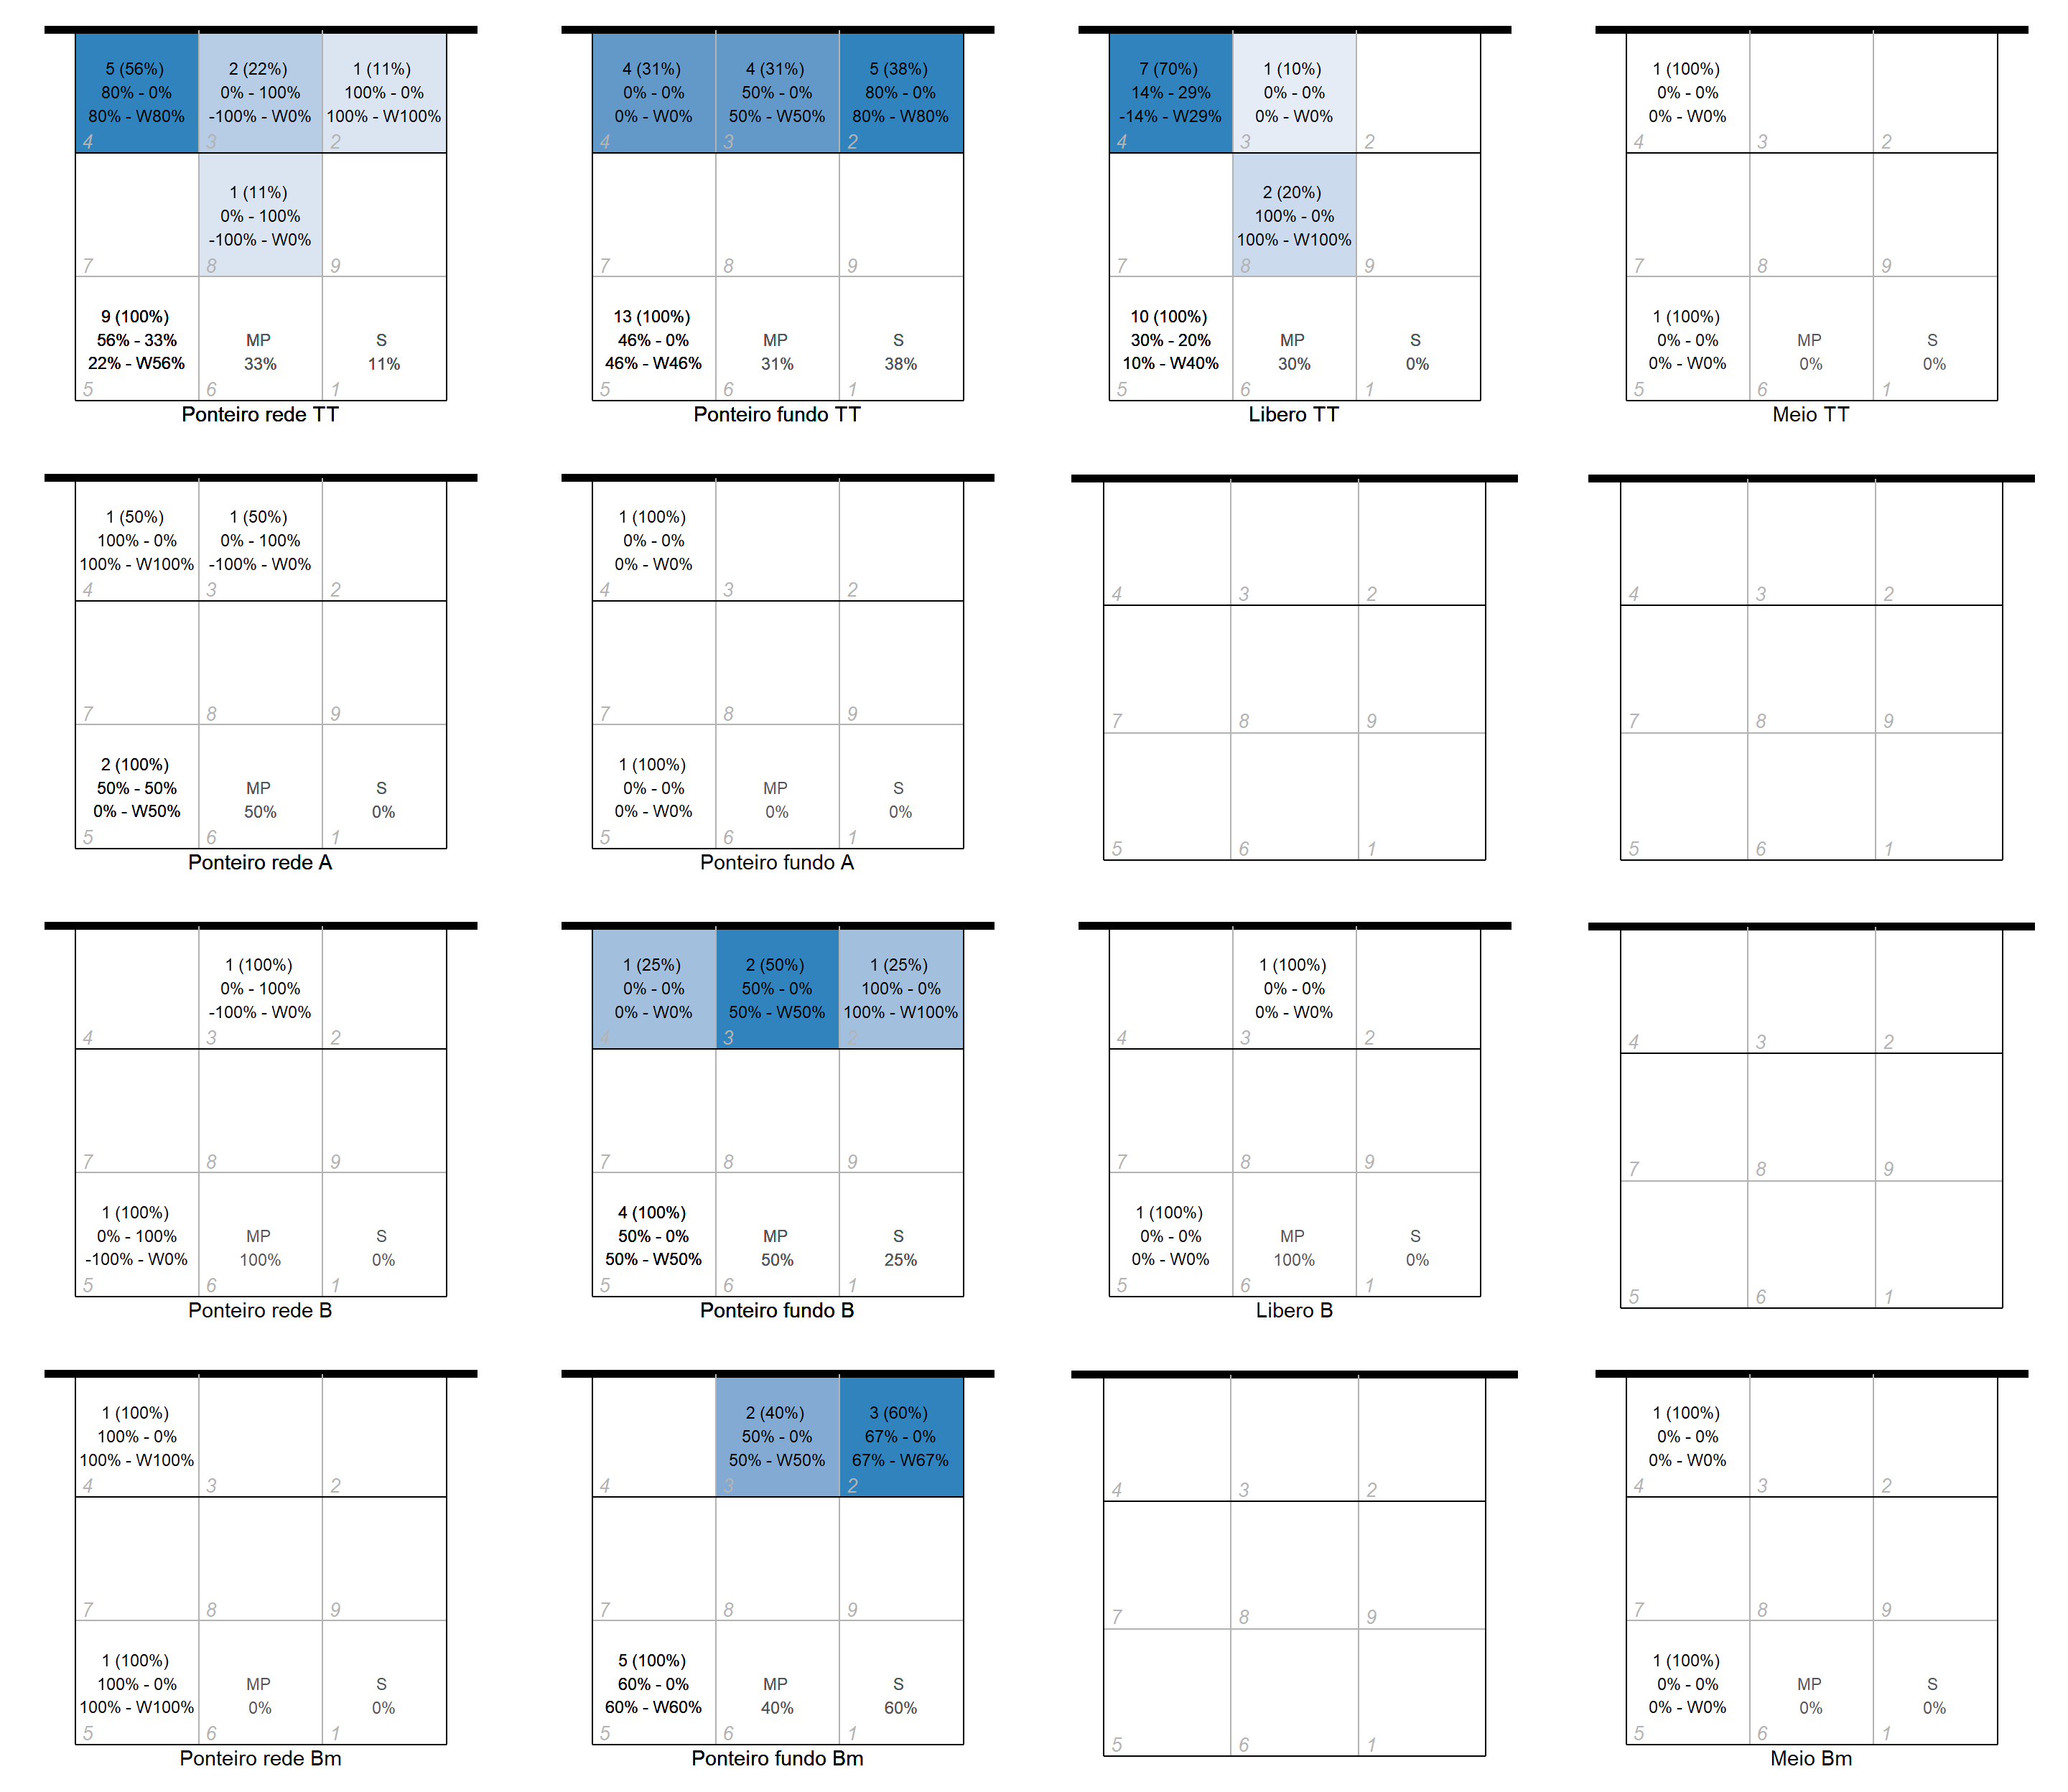 5 (56%)
80% - 0%
80% - W80%
4
2 (22%)
0% - 100%
-100% - W0%
3
1 (11%)
100% - 0%
100% - W100%
2
7
1 (11%)
0% - 100%
-100% - W0%
8
9
9 (100%)
56% - 33%
22% - W56%
5
MP
33%
6
S
11%
1
Ponteiro rede TT
4 (31%)
0% - 0%
0% - W0%
4
4 (31%)
50% - 0%
50% - W50%
3
5 (38%)
80% - 0%
80% - W80%
2
7
8
9
13 (100%)
46% - 0%
46% - W46%
5
MP
31%
6
S
38%
1
Ponteiro fundo TT
7 (70%)
14% - 29%
-14% - W29%
4
1 (10%)
0% - 0%
0% - W0%
3
2
7
2 (20%)
100% - 0%
100% - W100%
8
9
10 (100%)
30% - 20%
10% - W40%
5
MP
30%
6
S
0%
1
Libero TT
1 (100%)
0% - 0%
0% - W0%
4
3
2
7
8
9
1 (100%)
0% - 0%
0% - W0%
5
MP
0%
6
S
0%
1
Meio TT
1 (50%)
100% - 0%
100% - W100%
4
1 (50%)
0% - 100%
-100% - W0%
3
2
7
8
9
2 (100%)
50% - 50%
0% - W50%
5
MP
50%
6
S
0%
1
Ponteiro rede A
1 (100%)
0% - 0%
0% - W0%
4
3
2
7
8
9
1 (100%)
0% - 0%
0% - W0%
5
MP
0%
6
S
0%
1
Ponteiro fundo A
4
3
2
7
8
9
5
6
1
4
3
2
7
8
9
5
6
1
4
1 (100%)
0% - 100%
-100% - W0%
3
2
7
8
9
1 (100%)
0% - 100%
-100% - W0%
5
MP
100%
6
S
0%
1
Ponteiro rede B
1 (25%)
0% - 0%
0% - W0%
4
2 (50%)
50% - 0%
50% - W50%
3
1 (25%)
100% - 0%
100% - W100%
2
7
8
9
4 (100%)
50% - 0%
50% - W50%
5
MP
50%
6
S
25%
1
Ponteiro fundo B
4
1 (100%)
0% - 0%
0% - W0%
3
2
7
8
9
1 (100%)
0% - 0%
0% - W0%
5
MP
100%
6
S
0%
1
Libero B
4
3
2
7
8
9
5
6
1
1 (100%)
100% - 0%
100% - W100%
4
3
2
7
8
9
1 (100%)
100% - 0%
100% - W100%
5
MP
0%
6
S
0%
1
Ponteiro rede Bm
4
2 (40%)
50% - 0%
50% - W50%
3
3 (60%)
67% - 0%
67% - W67%
2
7
8
9
5 (100%)
60% - 0%
60% - W60%
5
MP
40%
6
S
60%
1
Ponteiro fundo Bm
4
3
2
7
8
9
5
6
1
1 (100%)
0% - 0%
0% - W0%
4
3
2
7
8
9
1 (100%)
0% - 0%
0% - W0%
5
MP
0%
6
S
0%
1
Meio Bm